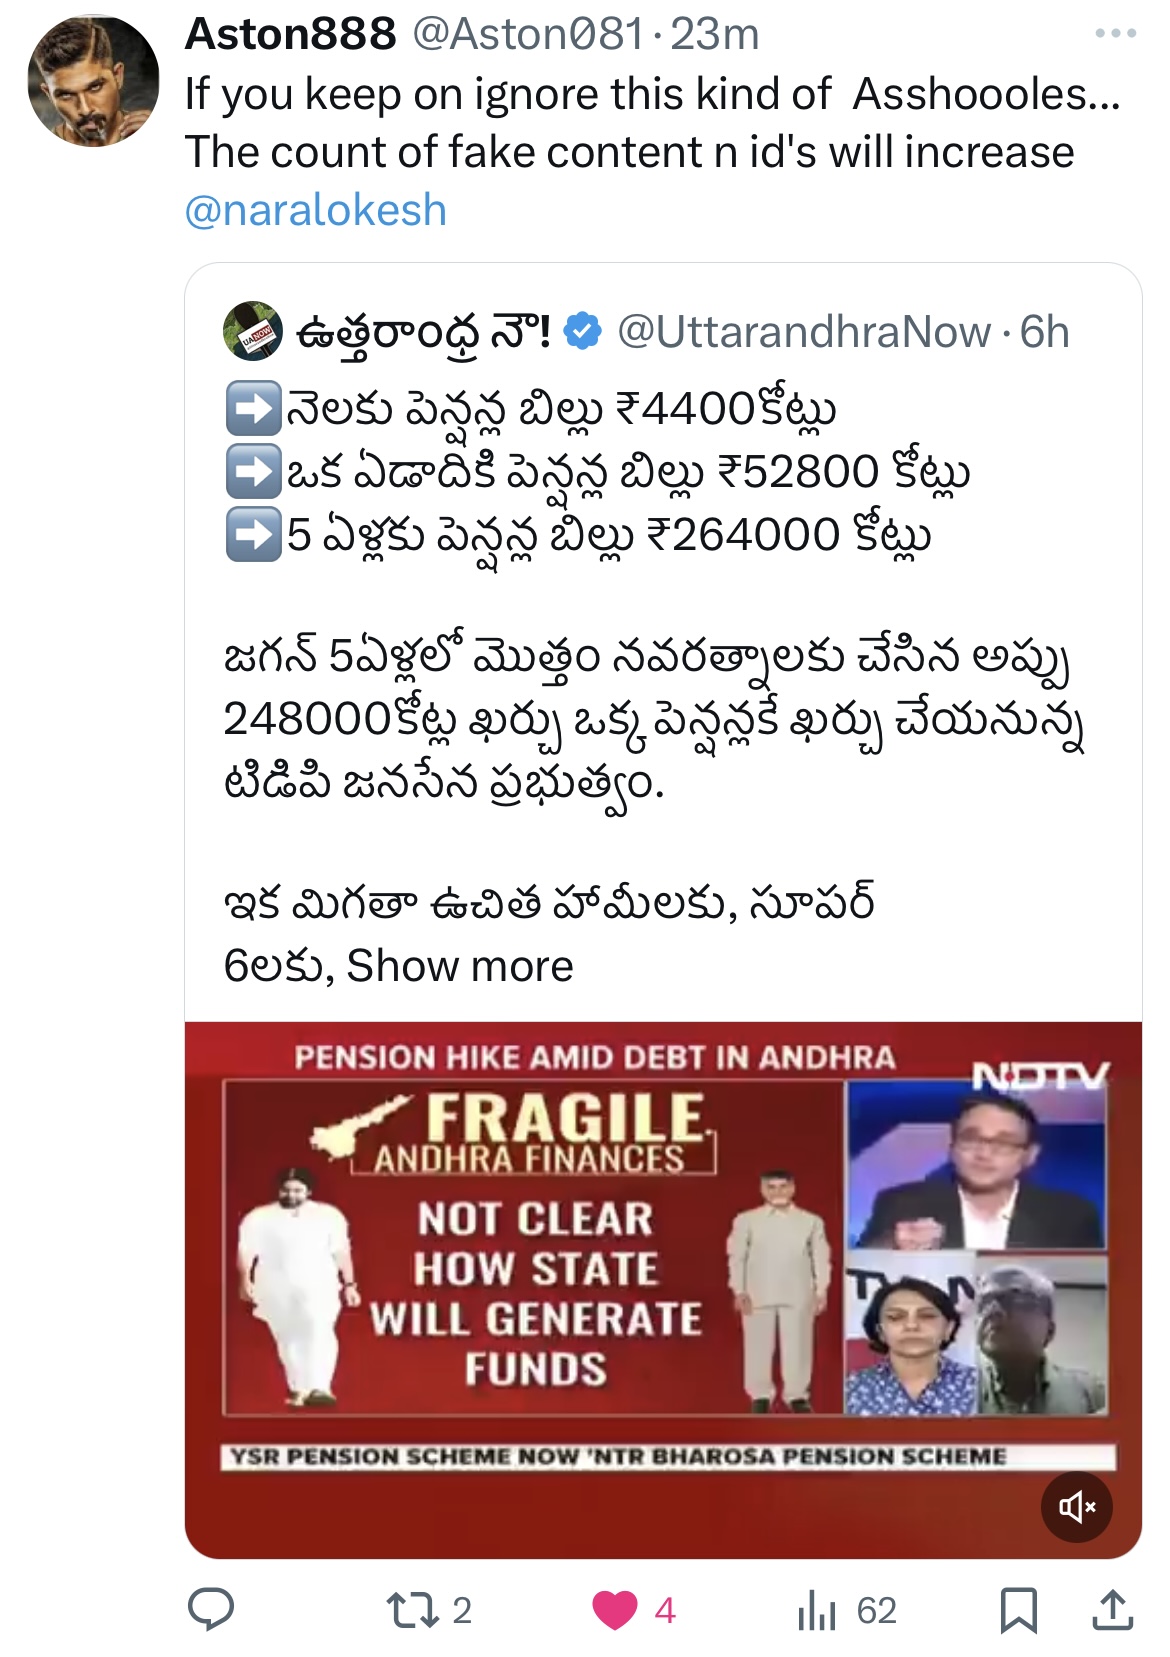 Aston888 @Aston081 · 23m
If you keep on ignore this kind of Asshoooles...
The count of fake content n id's will increase
@naralokesh
ఉత్తరాంధ్ర నౌ! @UttarandhraNow · 6h
➡️నెలకు పెన్షన్ల బిల్లు ₹4400కోట్లు
➡️ఒక ఏడాదికి పెన్షన్ల బిల్లు ₹52800 కోట్లు
➡️5 ఏళ్లకు పెన్షన్ల బిల్లు ₹264000 కోట్లు
జగన్ 5ఏళ్లలో మొత్తం నవరత్నాలకు చేసిన అప్పు
248000కోట్ల ఖర్చు ఒక్క పెన్షన్లకే ఖర్చు చేయనున్న
టిడిపి జనసేన ప్రభుత్వం.
ఇక మిగతా ఉచిత హామీలకు, సూపర్
6లకు, Show more
PENSION HIKE AMID DEBT IN ANDHRA
NDTV
FRAGILE
ANDHRA FINANCES
NOT CLEAR
HOW STATE
WILL GENERATE
FUNDS
YSR PENSION SCHEME NOW 'NTR BHAROSA PENSION SCHEME
2 4 62